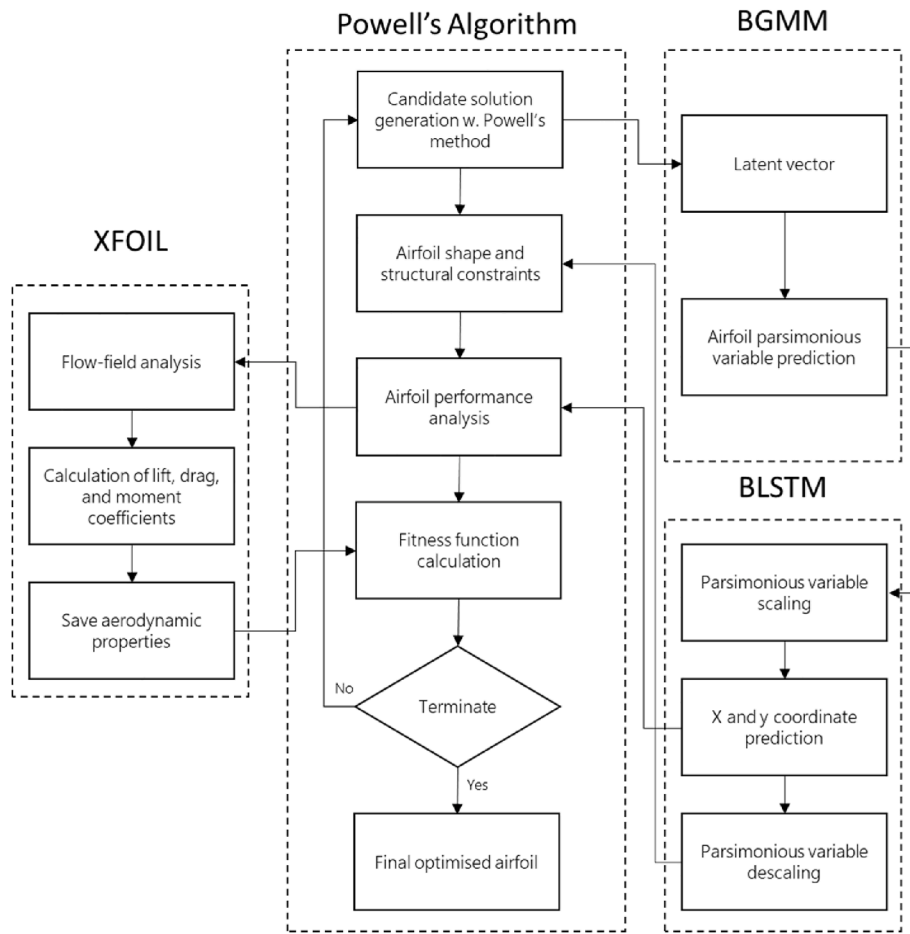 Powell's Algorithm
Candidate solution
generation w. Powell's
method
Airfoil shape and
structural constraints
Airfoil performance
analysis
Fitness function
calculation
Terminate
No
Yes
Final optimised airfoil
XFOIL
Flow-field analysis
Calculation of lift, drag,
and moment
coefficients
Save aerodynamic
properties
BGMM
Latent vector
Airfoil parsimonious
variable prediction
BLSTM
Parsimonious variable
scaling
X and y coordinate
prediction
Parsimonious variable
descaling